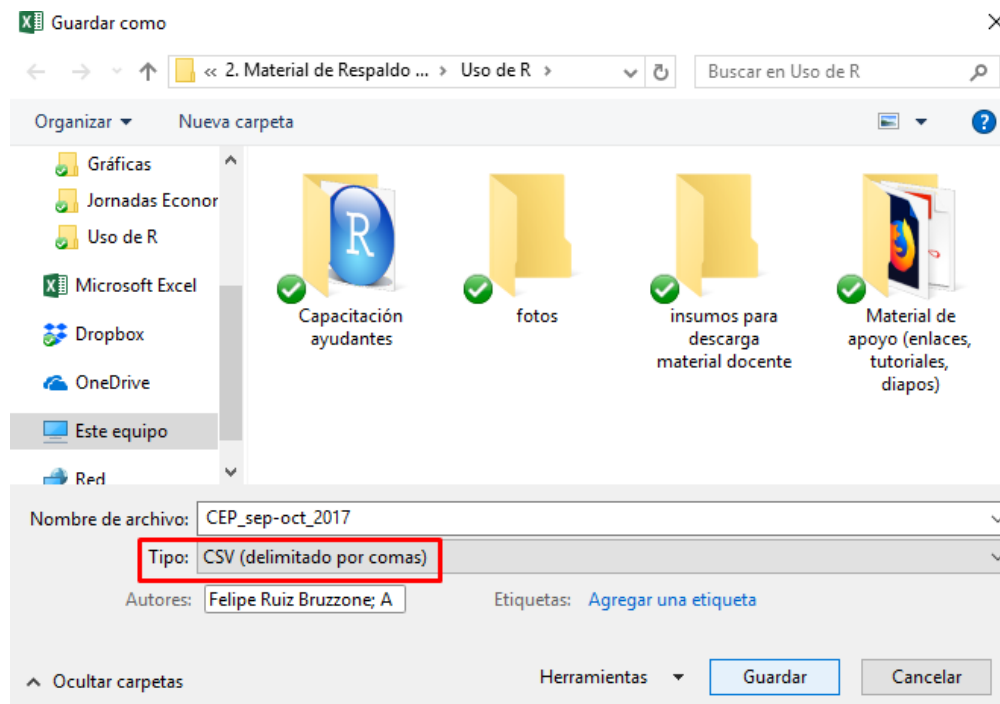 Guardar como
« 2. Material de Respaldo ... > Uso de R >
Buscar en Uso de R
Organizar
Nueva carpeta
Gráficas
Jornadas Econor
Uso de R
Microsoft Excel
Dropbox
OneDrive
Este equipo
Red
R
Capacitación
ayudantes
fotos
insumos para
descarga
material docente
Material de
apoyo (enlaces,
tutoriales,
diapos)
Nombre de archivo: CEP_sep-oct_2017
Tipo: CSV (delimitado por comas)
Autores: Felipe Ruiz Bruzzone; A
Etiquetas: Agregar una etiqueta
Ocultar carpetas
Herramientas
Guardar
Cancelar